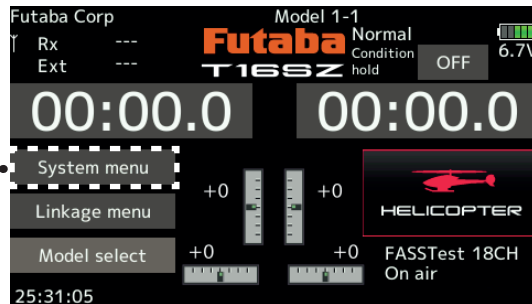 Futaba Corp
Model 1-1
Rx ---
Ext ---
Futaba
T16SZ
Normal
Condition hold
OFF
6.7V
00:00.0
00:00.0
System menu
Linkage menu
Model select
+0
+0
+0
+0
HELICOPTER
FASSTest 18CH
On air
25:31:05